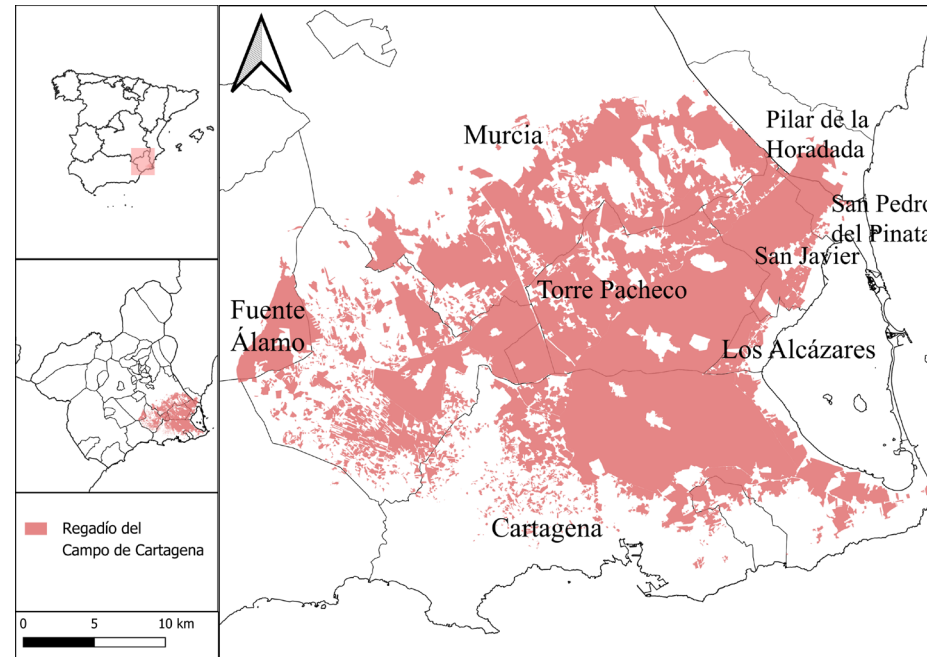 Murcia
Pilar de la
Horadada
San Pedro
del Pinata
San Javier
Torre Pacheco
Fuente
Álamo
Los Alcázares
Cartagena
Regadío del
Campo de Cartagena
0 5 10 km